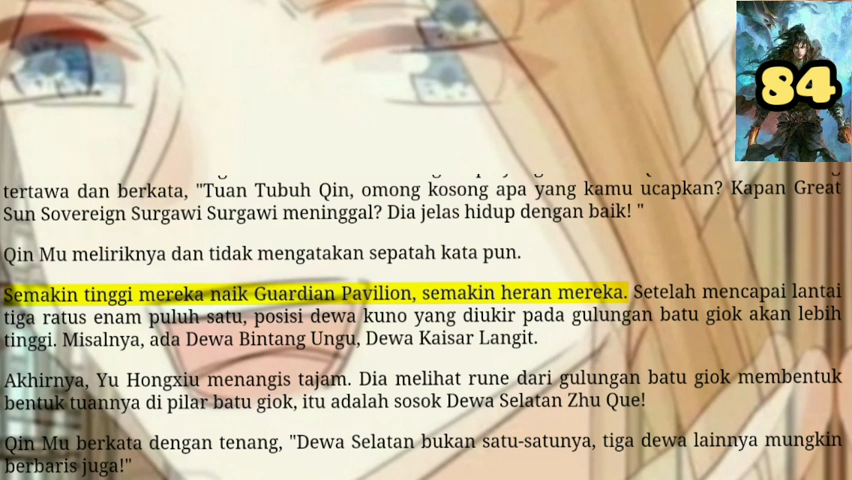 84
tertawa dan berkata, "Tuan Tubuh Qin, omong kosong apa yang kamu ucapkan? Kapan Great
Sun Sovereign Surgawi Surgawi meninggal? Dia jelas hidup dengan baik! "
Qin Mu meliriknya dan tidak mengatakan sepatah kata pun.
Semakin tinggi mereka naik Guardian Pavilion, semakin heran mereka. Setelah mencapai lantai
tiga ratus enam puluh satu, posisi dewa kuno yang diukir pada gulungan batu giok akan lebih
tinggi. Misalnya, ada Dewa Bintang Ungu, Dewa Kaisar Langit.
Akhirnya, Yu Hongxiu menangis tajam. Dia melihat rune dari gulungan batu giok membentuk
bentuk tuannya di pilar batu giok, itu adalah sosok Dewa Selatan Zhu Que!
Qin Mu berkata dengan tenang, "Dewa Selatan bukan satu-satunya, tiga dewa lainnya mungkin
berbaris juga!"